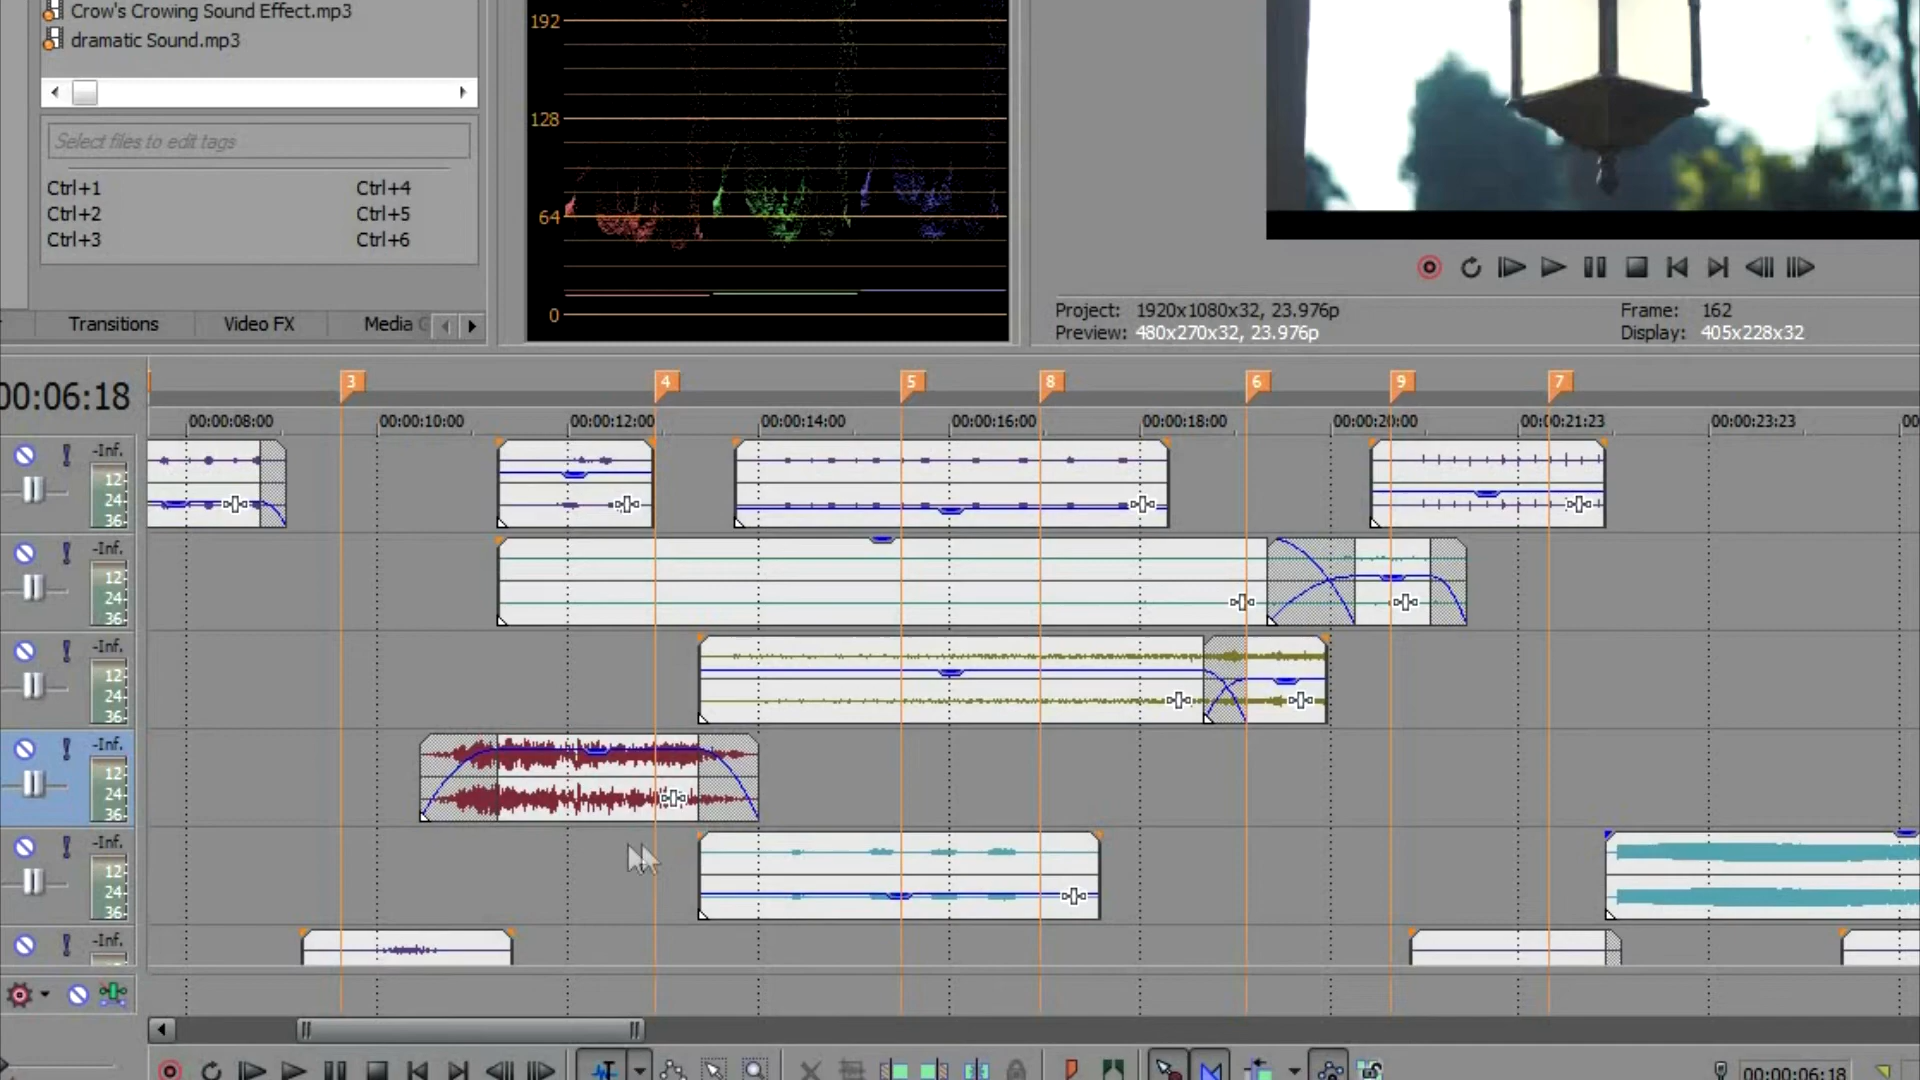 Crow's Crowing Sound Effect.mp3
dramatic Sound.mp3
Select files to edit tags
Ctrl+1 Ctrl+4
Ctrl+2 Ctrl+5
Ctrl+3 Ctrl+6
Transitions Video FX Media
192
128
64
0
Project: 1920x1080x32, 23.976p Frame: 162
Preview: 480x270x32, 23.976p Display: 405x228x32
00:06:18
3 4 5 8 6 9 7
00:00:08:00 00:00:10:00 00:00:12:00 00:00:14:00 00:00:16:00 00:00:18:00 00:00:20:00 00:00:21:23 00:00:23:23 00
-Inf.
12
24
36
-Inf.
12
24
36
-Inf.
12
24
36
-Inf.
12
24
36
-Inf.
12
24
36
-Inf.
00:00:06:18